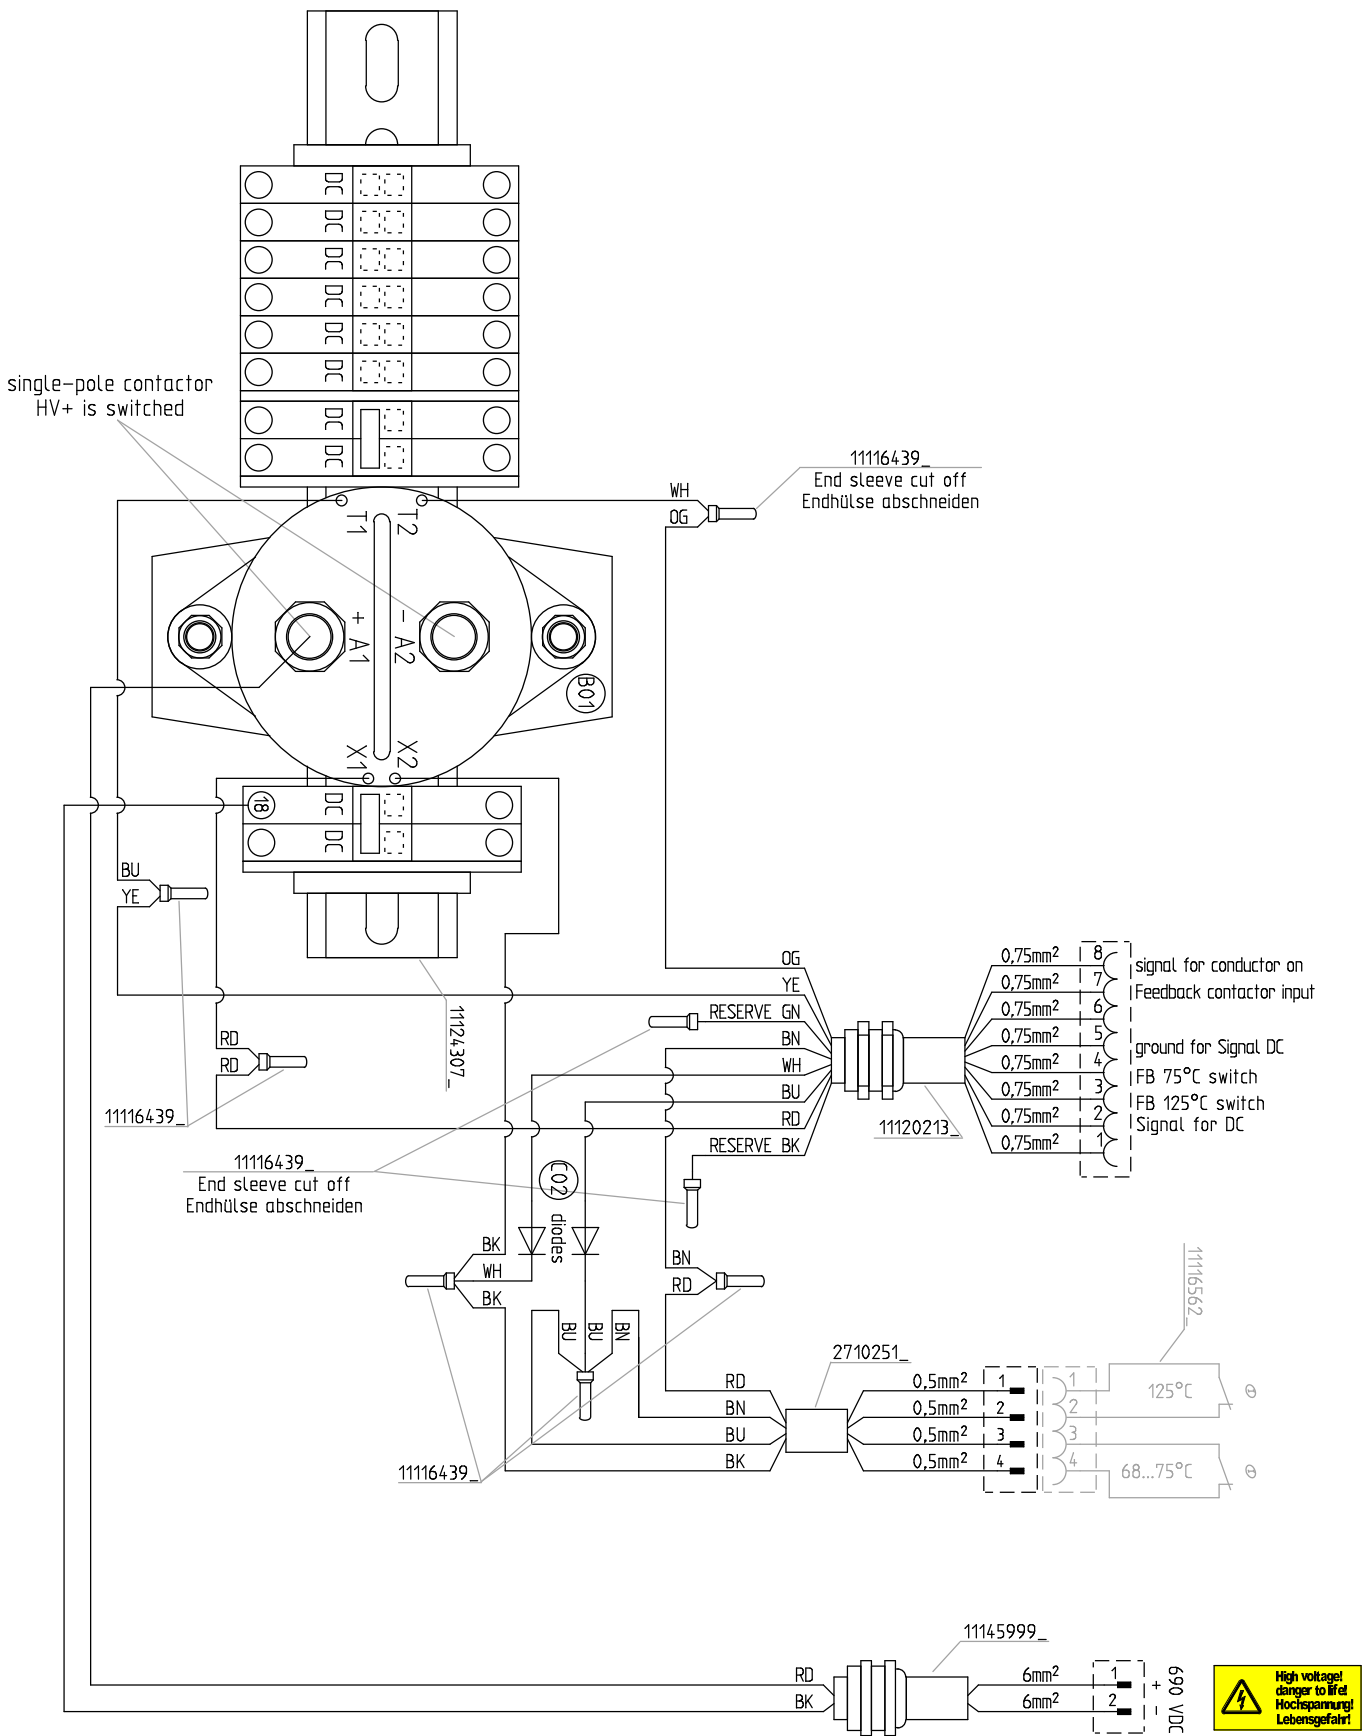 DC
DC
DC
DC
DC
DC
single-pole contactor
HV+ is switched
DC
DC
11116439_
End sleeve cut off
Endhülse abschneiden
WH
OG
T1
T2
+
-
A1
A2
B01
X1
X2
18
DC
DC
BU
YE
OG
YE
RESERVE GN
BN
WH
BU
RD
RESERVE BK
0,75mm² 8 signal for conductor on
0,75mm² 7 Feedback contactor input
0,75mm² 6
0,75mm² 5 ground for Signal DC
0,75mm² 4 FB 75°C switch
0,75mm² 3 FB 125°C switch
0,75mm² 2 Signal for DC
0,75mm² 1
11124307_
RD
RD
11116439_
11120213_
11116439_
End sleeve cut off
Endhülse abschneiden
C02
diodes
BK
WH
BK
BN
RD
BU
BU
BN
11116562_
2710251_
RD
BN
BU
BK
0,5mm² 1
0,5mm² 2
0,5mm² 3
0,5mm² 4
1
2
3
4
125°C
68...75°C
11116439_
11145999_
RD
BK
6mm² 1 +
6mm² 2 -
690 VDC
High voltage!
danger to life!
Hochspannung!
Lebensgefahr!